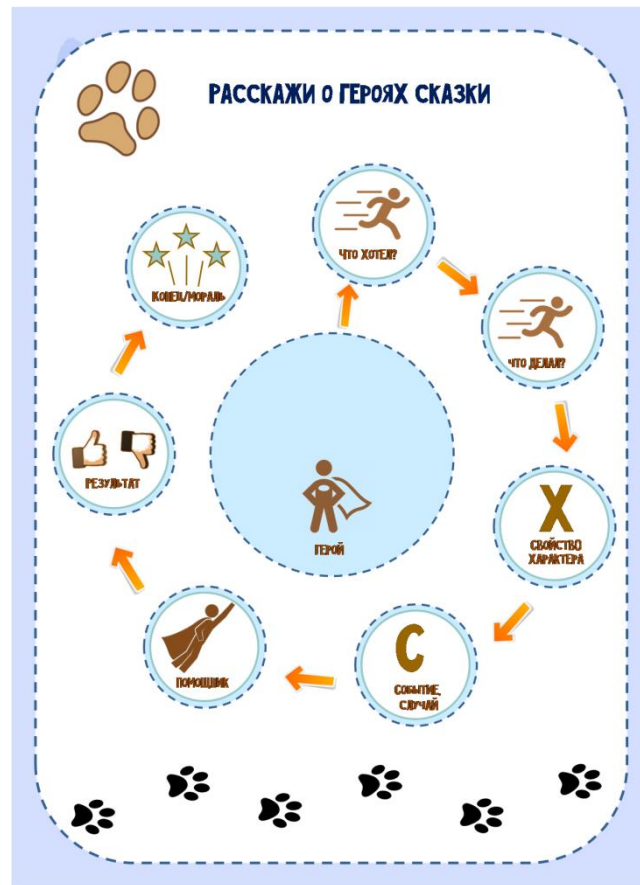 РАССКАЖИ О ГЕРОЯХ СКАЗКИ
ЧТО ХОТЕЛ?
ЧТО ДЕЛАЛ?
Х
СВОЙСТВО
ХАРАКТЕРА
С
СОБЫТИЕ,
СЛУЧАЙ
ПОМОЩНИК
РЕЗУЛЬТАТ
КОНЕЦ/МОРАЛЬ
ГЕРОЙ